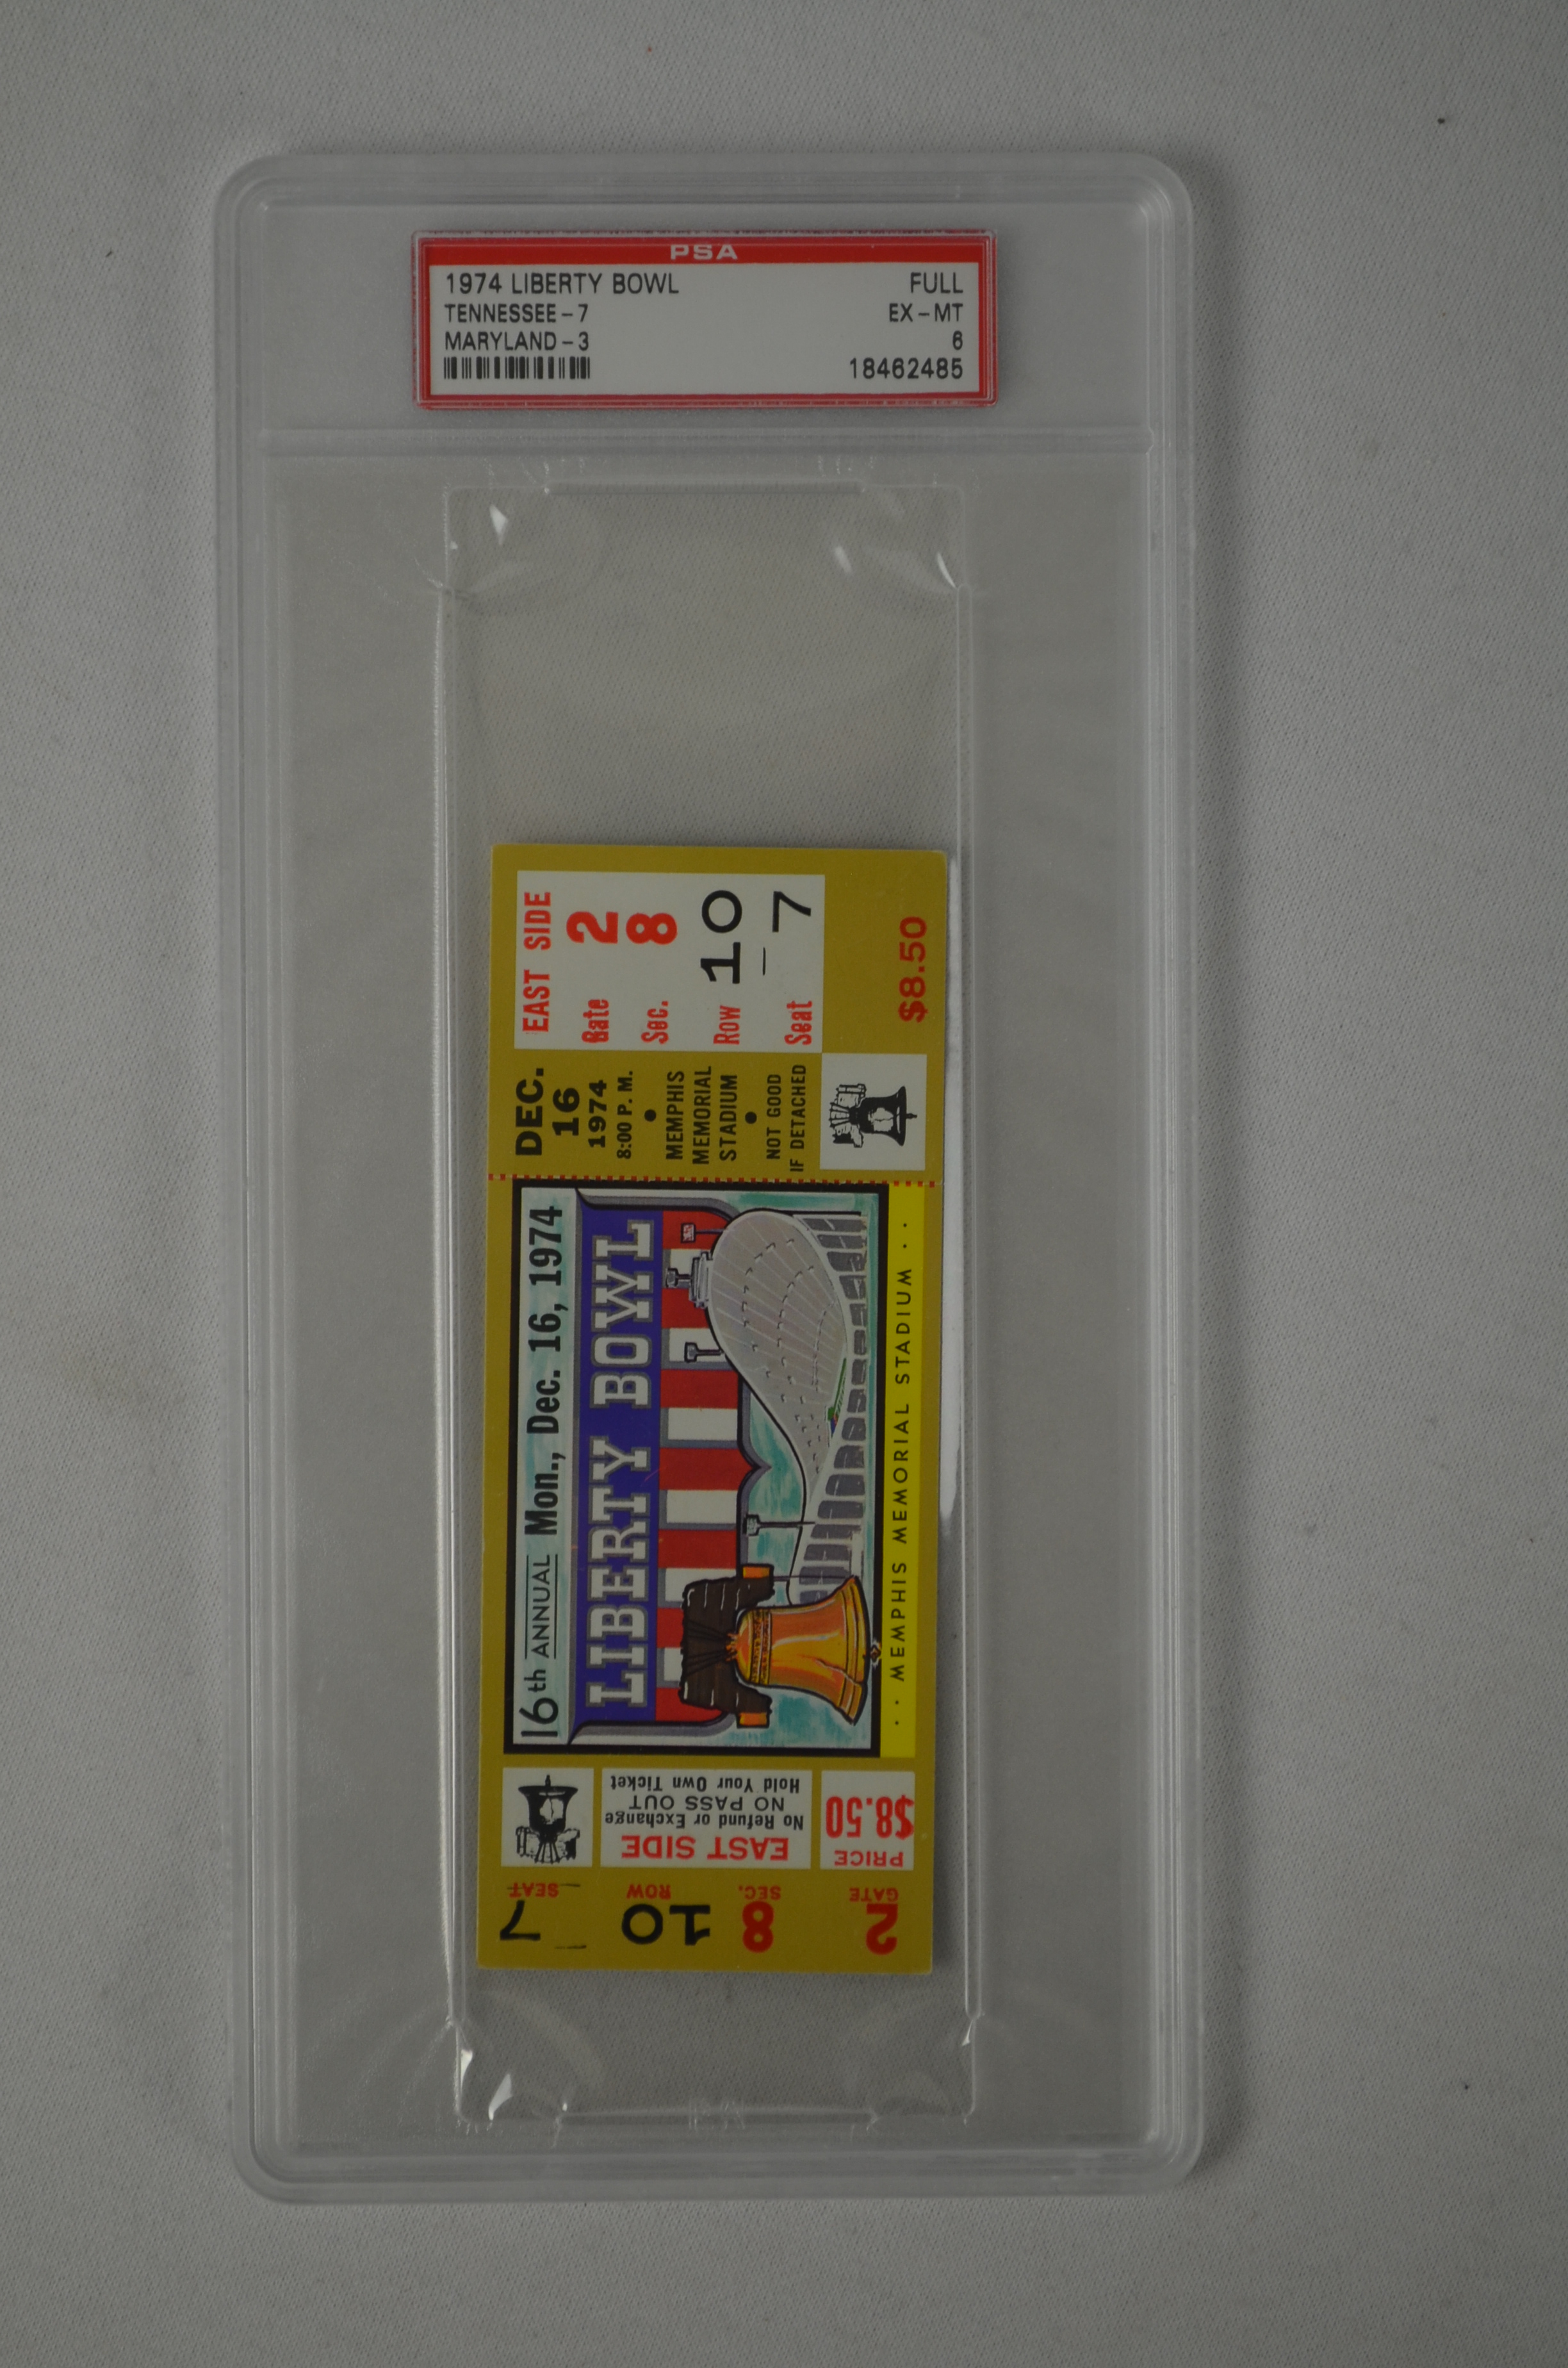 PSA
1974 LIBERTY BOWL FULL
TENNESSEE - 7 EX - MT
MARYLAND - 3 6
18462485
EAST SIDE
Gate 2
Sec. 8
Row 10
Seat 7
$8.50
DEC.
16
1974
8:00 P. M.
•
MEMPHIS
MEMORIAL
STADIUM
•
NOT GOOD
IF DETACHED
16th ANNUAL Mon., Dec. 16, 1974
LIBERTY BOWL
· · MEMPHIS MEMORIAL STADIUM · ·
PRICE
$8.50
EAST SIDE
No Refund or Exchange
NO PASS OUT
Hold Your Own Ticket
GATE SEC. ROW SEAT
2 8 10 7